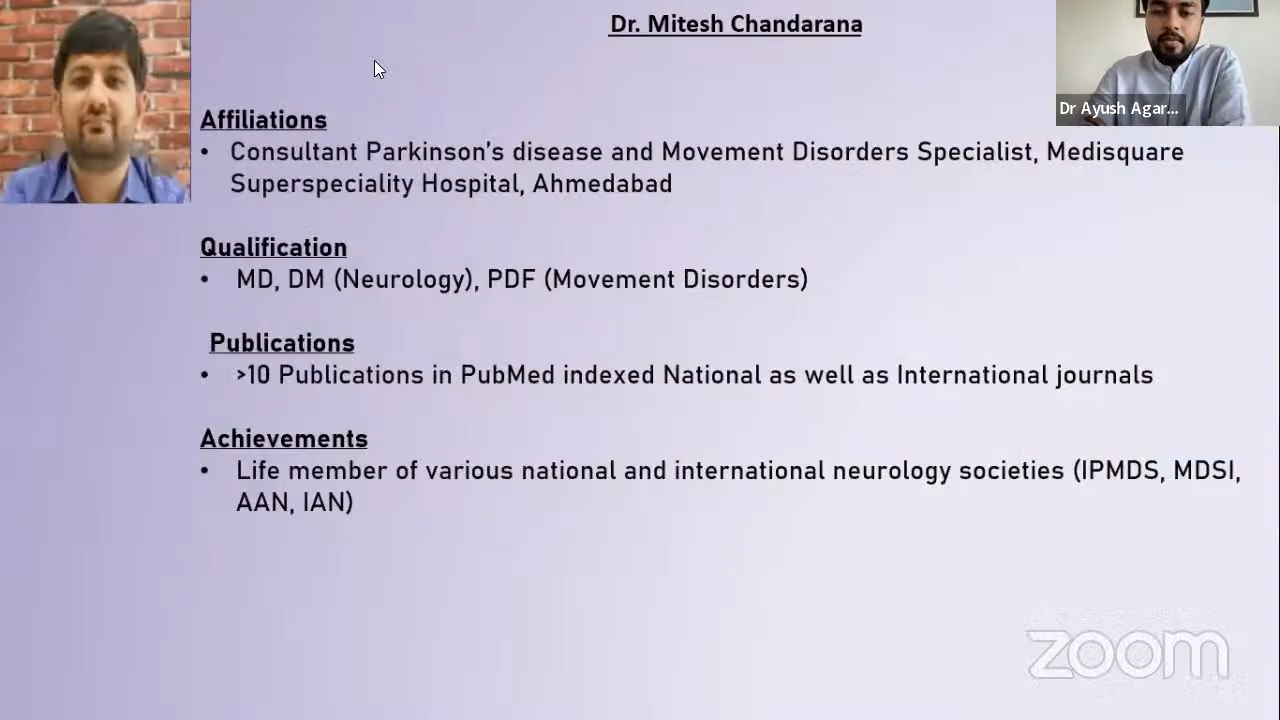 Dr. Mitesh Chandarana
Dr Ayush Agar...
Affiliations
• Consultant Parkinson's disease and Movement Disorders Specialist, Medisquare
Superspeciality Hospital, Ahmedabad
Qualification
• MD, DM (Neurology), PDF (Movement Disorders)
Publications
• >10 Publications in PubMed indexed National as well as International journals
Achievements
• Life member of various national and international neurology societies (IPMDS, MDSI,
AAN, IAN)
zoom